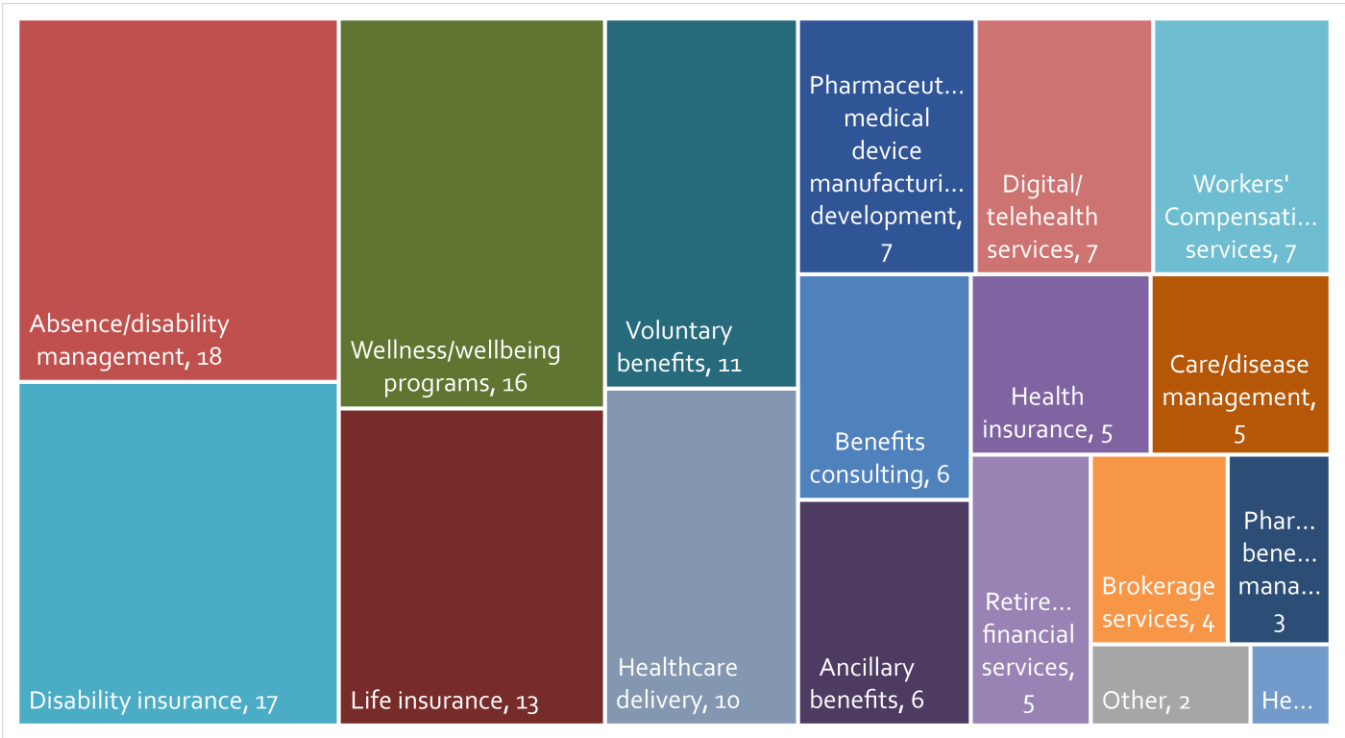 Absence/disability
management, 18
Disability insurance, 17
Wellness/wellbeing
programs, 16
Life insurance, 13
Voluntary
benefits, 11
Healthcare
delivery, 10
Pharmaceut...
medical
device
manufacturi...
development,
7
Digital/
telehealth
services, 7
Workers'
Compensati...
services, 7
Benefits
consulting, 6
Ancillary
benefits, 6
Health
insurance, 5
Care/disease
management,
5
Retire...
financial
services,
5
Brokerage
services, 4
Phar...
bene...
mana...
3
Other, 2
He...